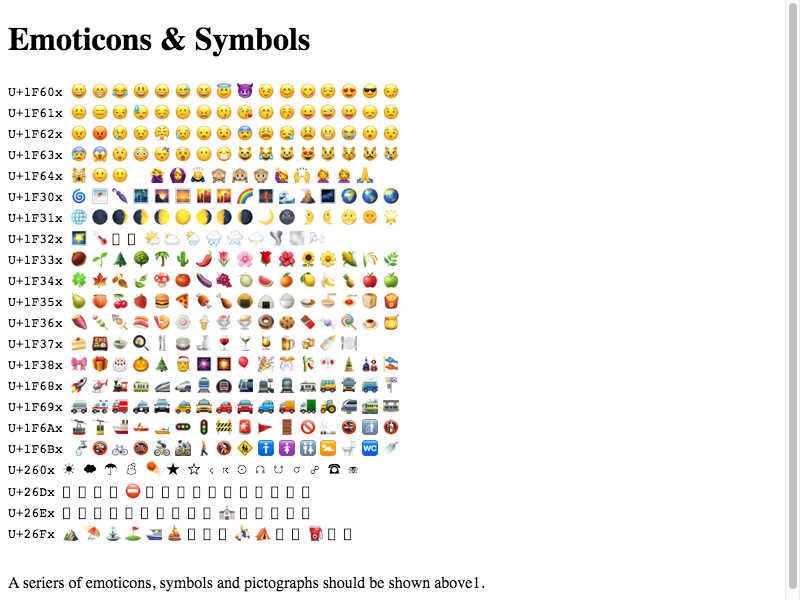 Emoticons & Symbols
U+1F60x
U+1F61x
U+1F62x
U+1F63x
U+1F64x
U+1F30x
U+1F31x
U+1F32x
U+1F33x
U+1F34x
U+1F35x
U+1F36x
U+1F37x
U+1F38x
U+1F68x
U+1F69x
U+1F6Ax
U+1F6Bx
U+260x
U+26Dx
U+26Ex
U+26Fx
A seriers of emoticons, symbols and pictographs should be shown above1.